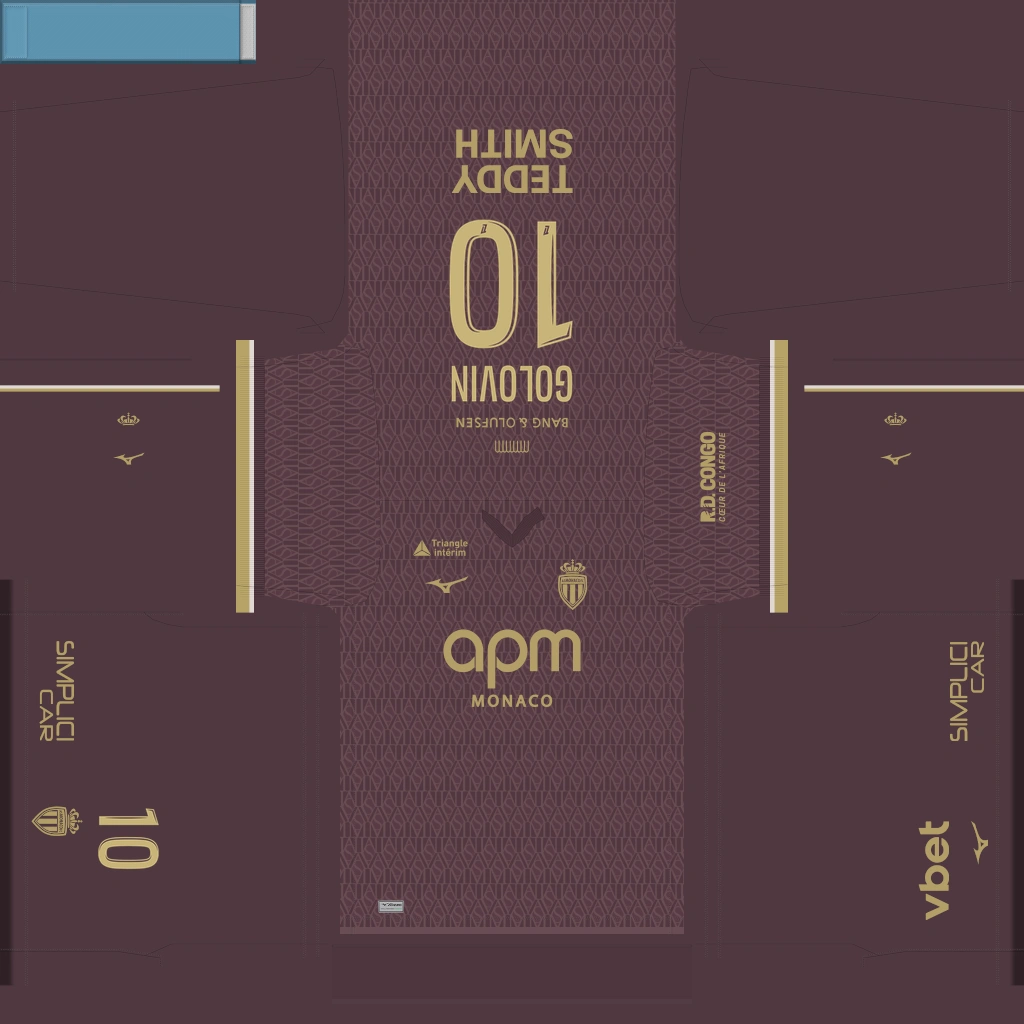 TEDDY
SMITH
10
GOLOVIN
BANG & OLUFSEN
R.D. CONGO
CŒUR DE L'AFRIQUE
Triangle
intérim
apm
MONACO
SIMPLICI
CAR
10
SIMPLICI
CAR
vbet